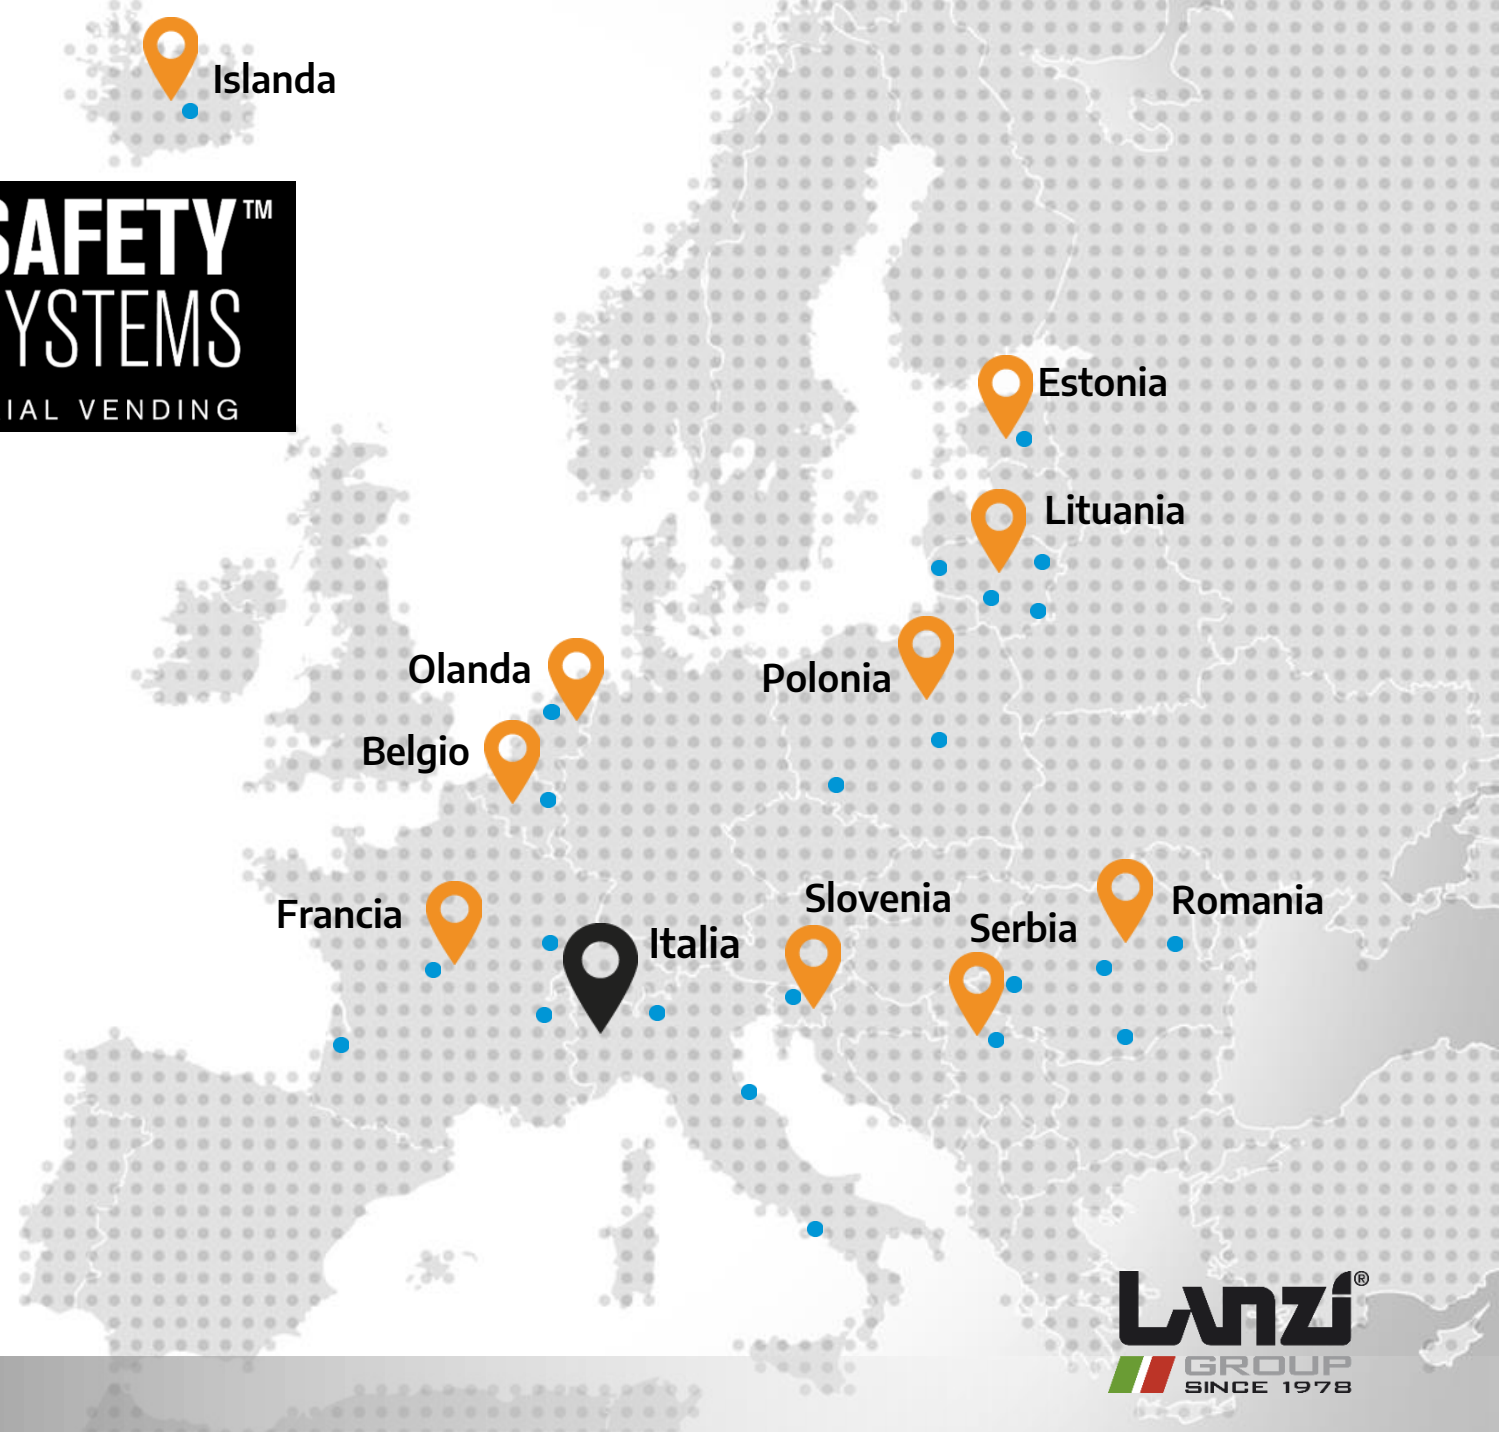 Islanda
SAFETY™
YSTEMS
IAL VENDING
Estonia
Lituania
Olanda
Polonia
Belgio
Slovenia
Romania
Francia
Serbia
Italia
Lanzi®
GROUP
SINCE 1978